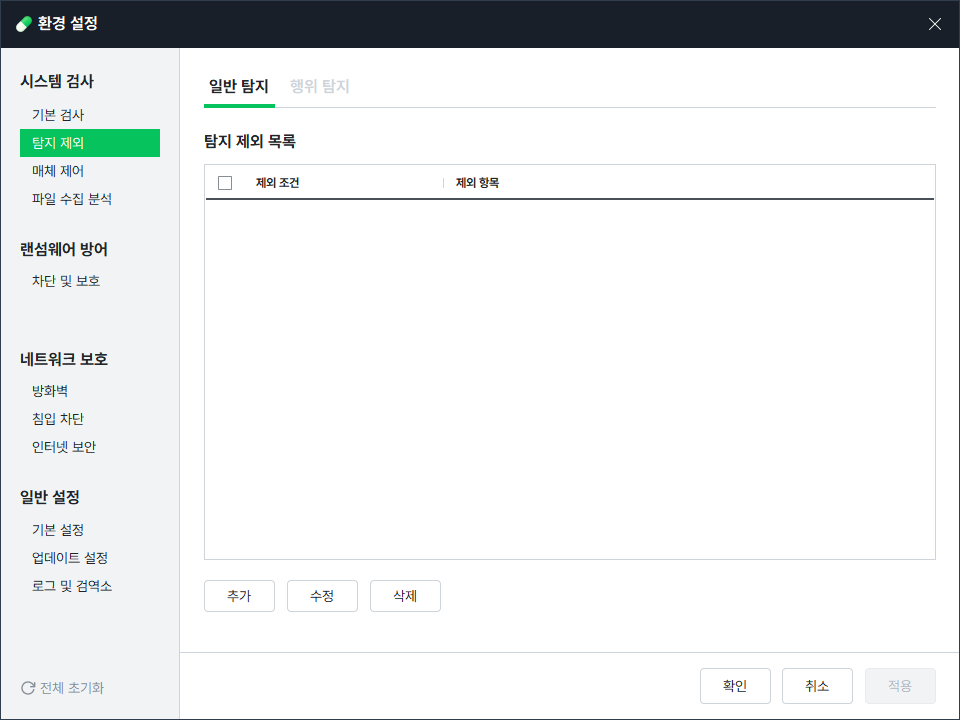 환경 설정
시스템 검사
기본 검사
탐지 제외
매체 제어
파일 수집 분석
랜섬웨어 방어
차단 및 보호
네트워크 보호
방화벽
침입 차단
인터넷 보안
일반 설정
기본 설정
업데이트 설정
로그 및 검역소
전체 초기화
일반 탐지 행위 탐지
탐지 제외 목록
제외 조건 제외 항목
추가 수정 삭제
확인 취소 적용